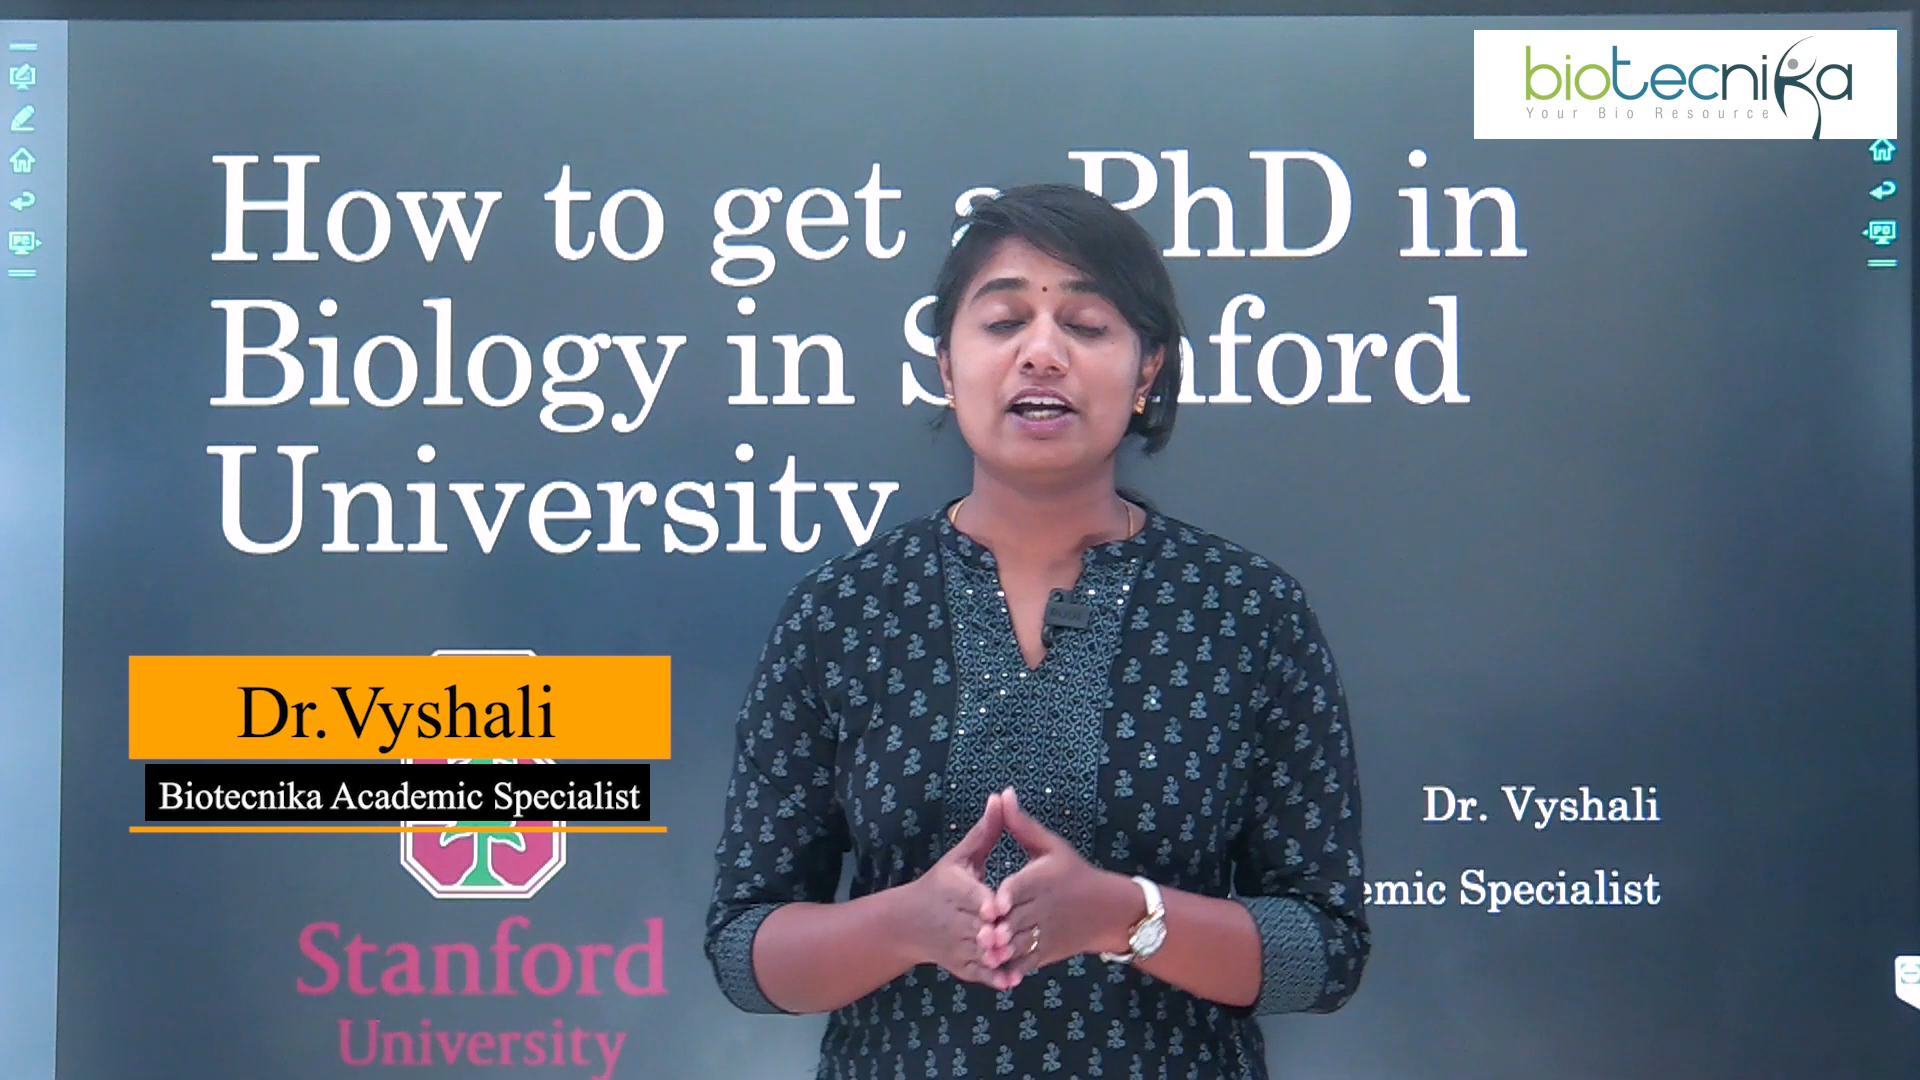 biotecnika
Your Bio Resource
How to get a PhD in
Biology in
University
Dr. Vyshali
Biotecnika Academic Specialist
Dr. Vyshali
Specialist
Stanford
University